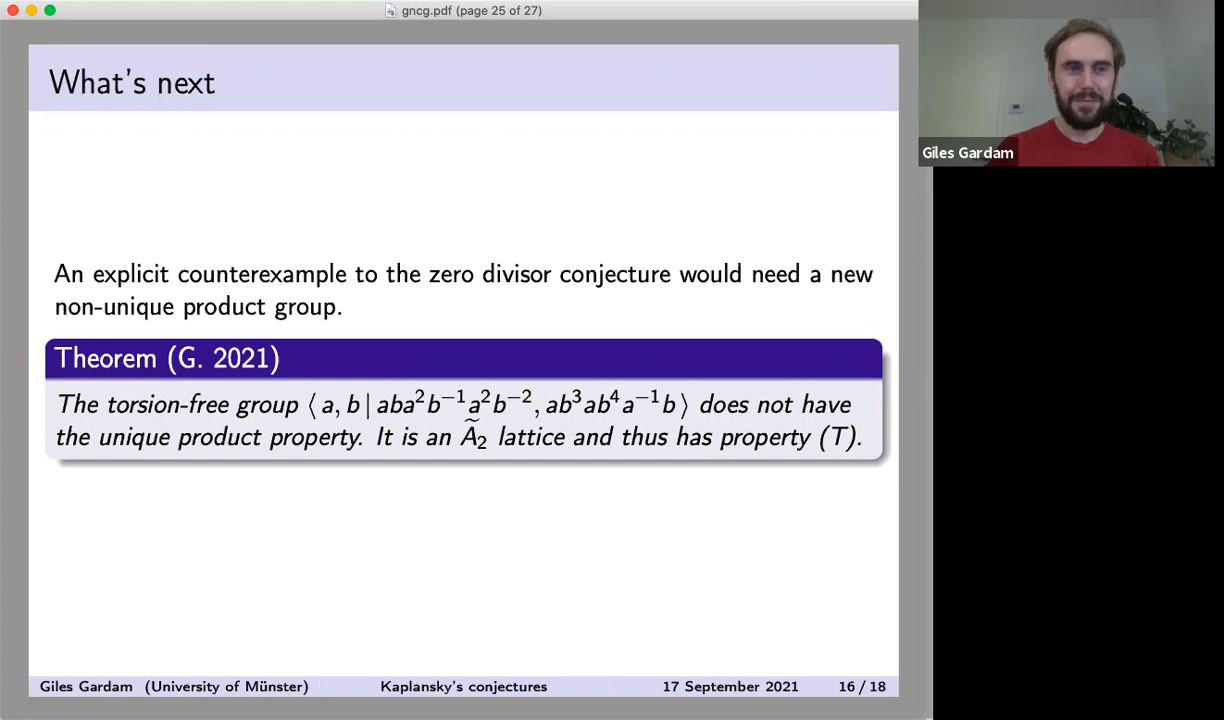 gncg.pdf (page 25 of 27)
What's next
Giles Gardam
An explicit counterexample to the zero divisor conjecture would need a new
non-unique product group.
Theorem (G. 2021)
The torsion-free group ⟨ a, b | aba²b⁻¹a²b⁻², ab³ab⁴a⁻¹b ⟩ does not have
the unique product property. It is an Ã₂ lattice and thus has property (T).
Giles Gardam (University of Münster) Kaplansky's conjectures 17 September 2021 16 / 18